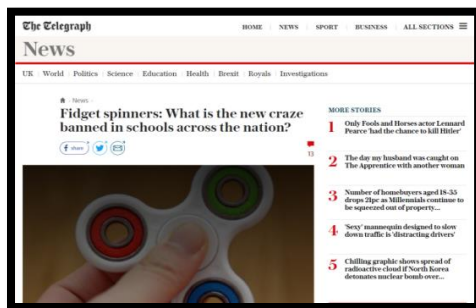 The Telegraph
HOME NEWS SPORT BUSINESS ALL SECTIONS
News
UK World Politics Science Education Health Brexit Royals Investigations
News
Fidget spinners: What is the new craze
banned in schools across the nation?
share
13
MORE STORIES
1 Only Fools and Horses actor Lennard
Pearce 'had the chance to kill Hitler'
2 The day my husband was caught on
The Apprentice with another woman
3 Number of homebuyers aged 18-35
drops 21pc as Millennials continue to
be squeezed out of property...
4 'Sexy' mannequin designed to slow
down traffic is 'distracting drivers'
5 Chilling graphic shows spread of
radioactive cloud if North Korea
detonates nuclear bomb over...